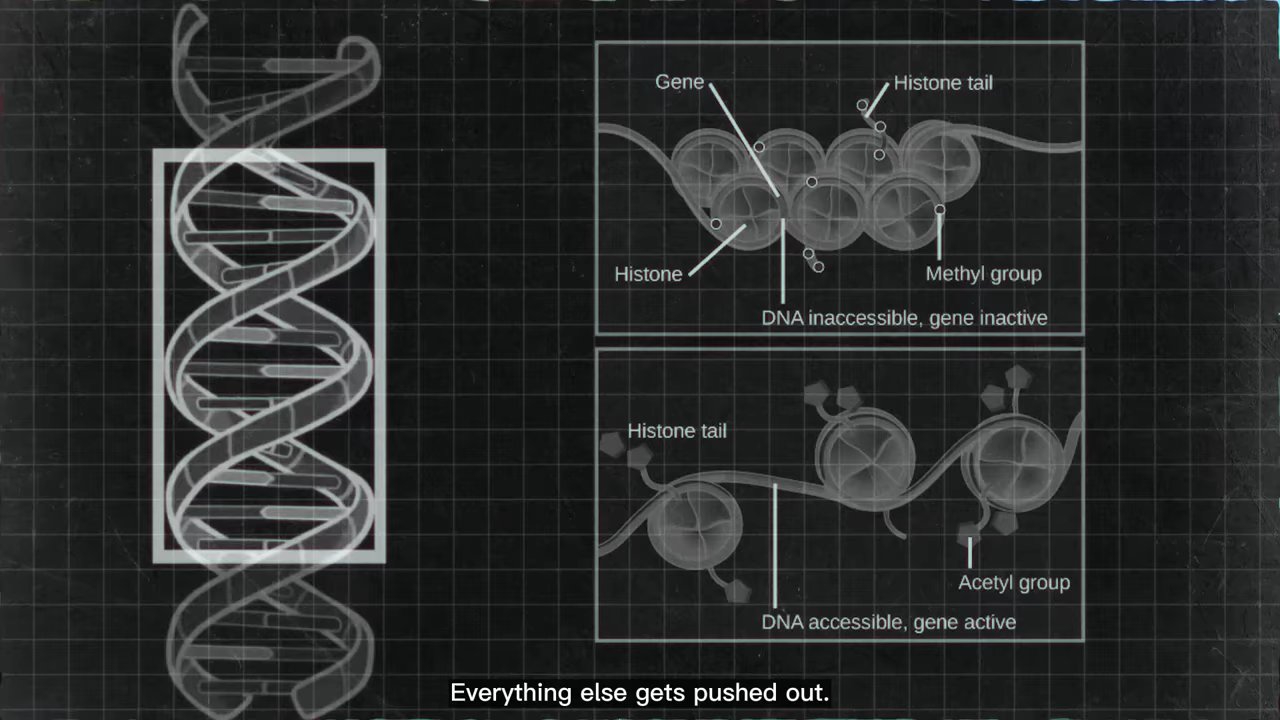 Gene
Histone tail
Histone
Methyl group
DNA inaccessible, gene inactive
Histone tail
Acetyl group
DNA accessible, gene active
Everything else gets pushed out.